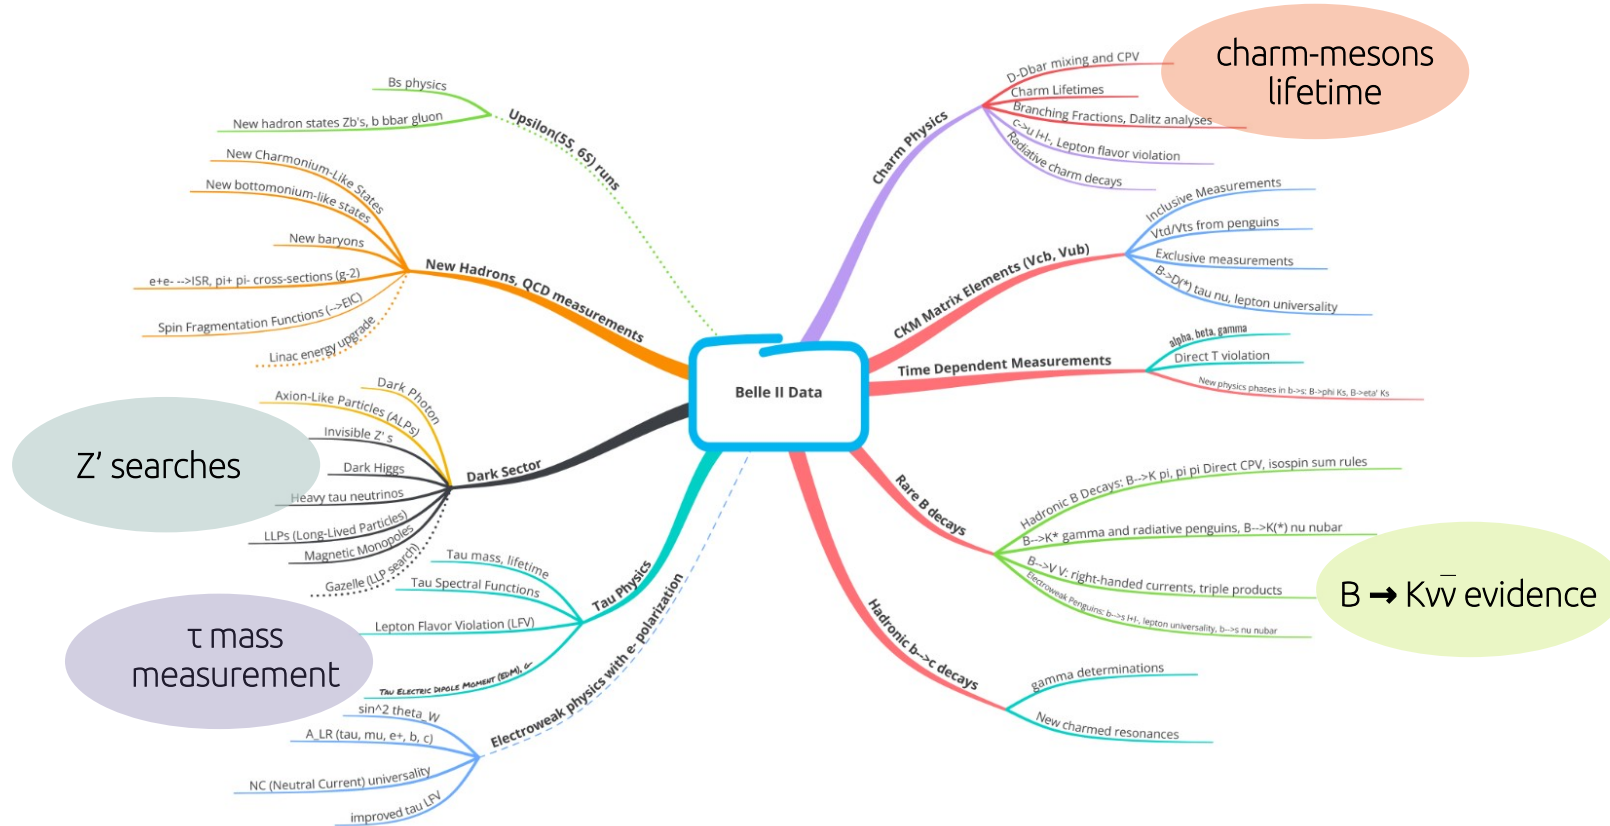 Belle II Data
Upsilon(5S, 6S) runs
Bs physics
New hadron states Zb's, b bbar gluon
New Hadrons, QCD measurements
New Charmonium-Like States
New bottomonium-like states
New baryons
e+e- -->ISR, pi+ pi- cross-sections (g-2)
Spin Fragmentation Functions (-->EIC)
Linac energy upgrade
Dark Sector
Dark Photon
Axion-Like Particles (ALPs)
Invisible Z' s
Dark Higgs
Heavy tau neutrinos
LLPs (Long-Lived Particles)
Magnetic Monopoles
Gazelle (LLP search)
Z’ searches
Tau Physics
Tau mass, lifetime
Tau Spectral Functions
Lepton Flavor Violation (LFV)
Tau Electric Dipole Moment (EDM),
τ mass
measurement
Electroweak physics with e- polarization
sin^2 theta_W
A_LR (tau, mu, e+, b, c)
NC (Neutral Current) universality
improved tau LFV
Charm Physics
D-Dbar mixing and CPV
Charm Lifetimes
Branching Fractions, Dalitz analyses
c->u l+l-, Lepton flavor violation
Radiative charm decays
charm-mesons
lifetime
CKM Matrix Elements (Vcb, Vub)
Inclusive Measurements
Vtd/Vts from penguins
Exclusive measurements
B->D(*) tau nu, lepton universality
Time Dependent Measurements
alpha, beta, gamma
Direct T violation
New physics phases in b->s: B->phi Ks, B->eta' Ks
Rare B decays
Hadronic B Decays: B-->K pi, pi pi Direct CPV, isospin sum rules
B-->K* gamma and radiative penguins, B-->K(*) nu nubar
B-->V V: right-handed currents, triple products
Electroweak Penguins: b-->s l+l-, lepton universality, b-->s nu nubar
B → Kνν̅ evidence
Hadronic b-->c decays
gamma determinations
New charmed resonances